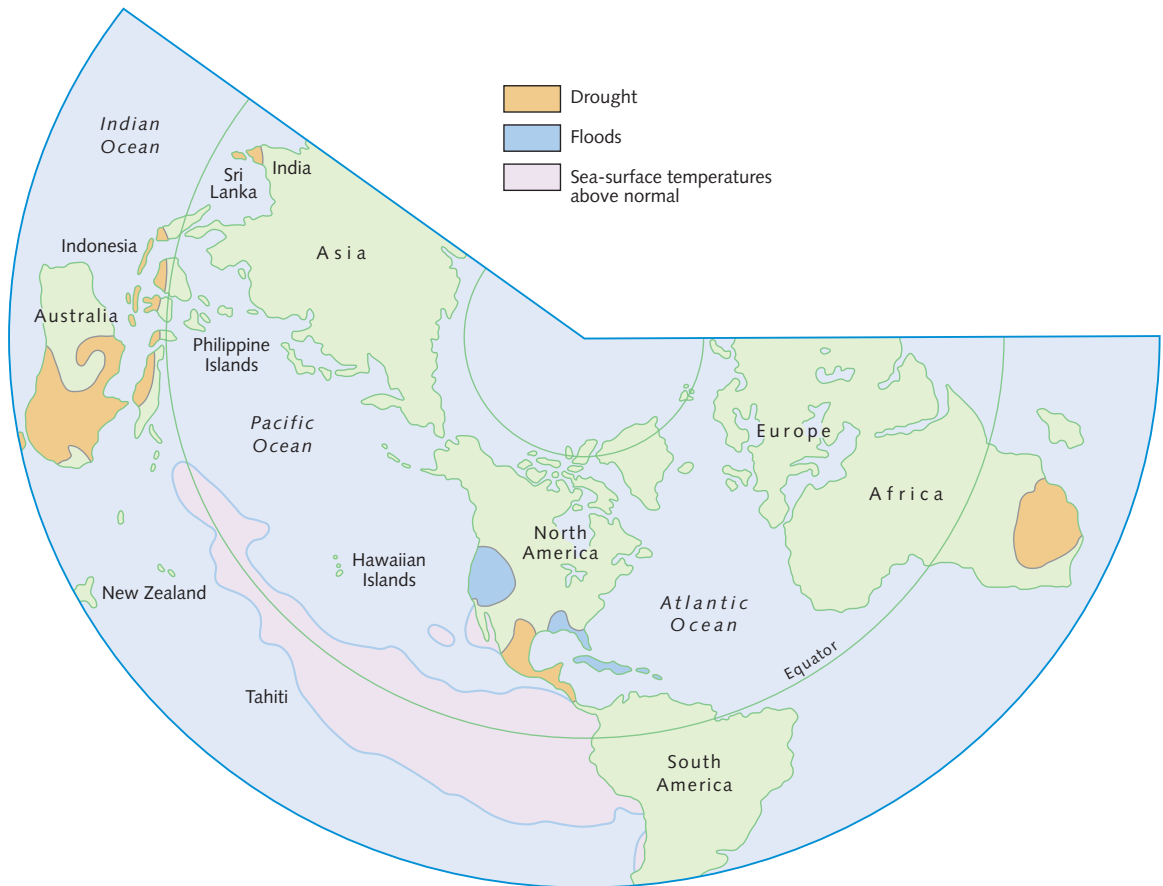 Drought
Floods
Sea-surface temperatures
above normal
Indian
Ocean
India
Sri
Lanka
Indonesia
Asia
Australia
Philippine
Islands
Pacific
Ocean
Europe
Africa
North
America
Hawaiian
Islands
New Zealand
Atlantic
Ocean
Equator
Tahiti
South
America